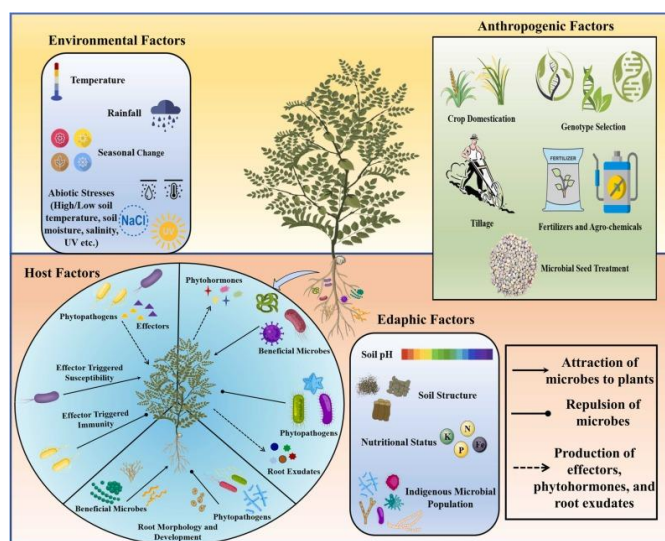 Environmental Factors
Temperature
Rainfall
Seasonal Change
Abiotic Stresses
(High/Low soil
temperature, soil
moisture, salinity,
UV etc.)
NaCl
UV
Anthropogenic Factors
Crop Domestication
Genotype Selection
Tillage
FERTILIZER
Fertilizers and Agro-chemicals
Microbial Seed Treatment
Host Factors
Phytohormones
Phytopathogens
Effectors
Beneficial Microbes
Effector Triggered
Susceptibility
Effector Triggered
Immunity
Phytopathogens
Root Exudates
Beneficial Microbes
Root Morphology and
Development
Phytopathogens
Edaphic Factors
Soil pH
Soil Structure
Nutritional Status
K
N
P
Fe
Indigenous Microbial
Population
Attraction of
microbes to plants
Repulsion of
microbes
Production of
effectors,
phytohormones, and
root exudates